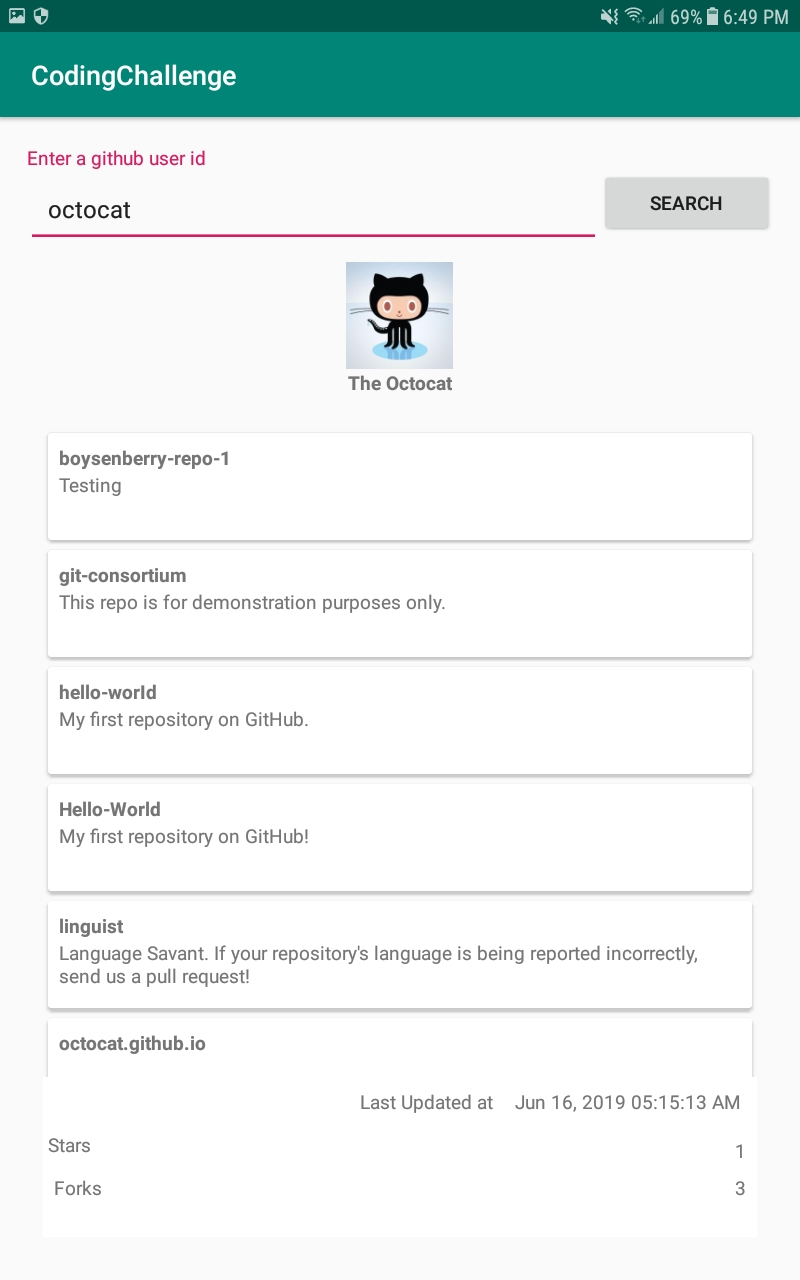 69% 6:49 PM
CodingChallenge
Enter a github user id
octocat
SEARCH
The Octocat
boysenberry-repo-1
Testing
git-consortium
This repo is for demonstration purposes only.
hello-worId
My first repository on GitHub.
Hello-World
My first repository on GitHub!
linguist
Language Savant. If your repository's language is being reported incorrectly,
send us a pull request!
octocat.github.io
Last Updated at Jun 16, 2019 05:15:13 AM
Stars 1
Forks 3